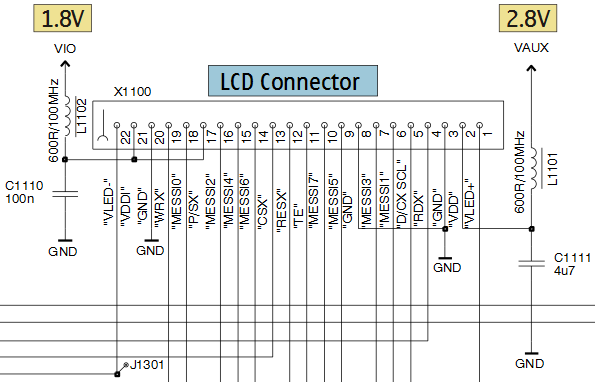 1.8V
2.8V
VIO
VAUX
LCD Connector
X1100
600R/100MHz
L1102
22 21 20 19 18 17 16 15 14 13 12 11 10 9 8 7 6 5 4 3 2 1
600R/100MHz
L1101
C1110
100n
"VLED-"
"VDDI"
"GND"
"WRX"
"MESSI0"
"P/SX"
"MESSI2"
"MESSI4"
"MESSI6"
"CSX"
"RESX"
"TE"
"MESSI7"
"MESSI5"
"GND"
"MESSI3"
"MESSI1"
"D/CX SCL"
"RDX"
"GND"
"VDD"
"VLED+"
GND
GND
GND
C1111
4u7
GND
J1301